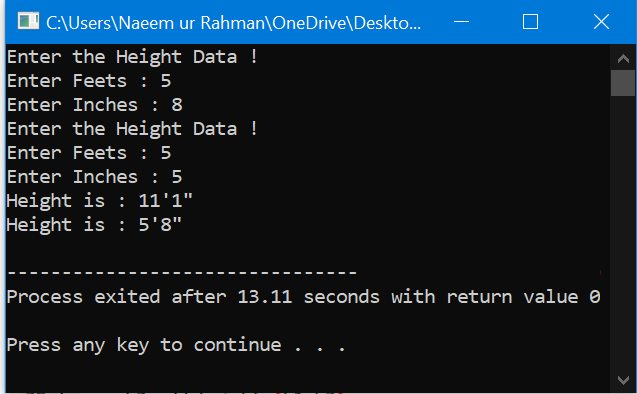 C:\Users\Naeem ur Rahman\OneDrive\Deskto...
Enter the Height Data !
Enter Feets : 5
Enter Inches : 8
Enter the Height Data !
Enter Feets : 5
Enter Inches : 5
Height is : 11'1"
Height is : 5'8"
--------------------------------
Process exited after 13.11 seconds with return value 0
Press any key to continue . . .